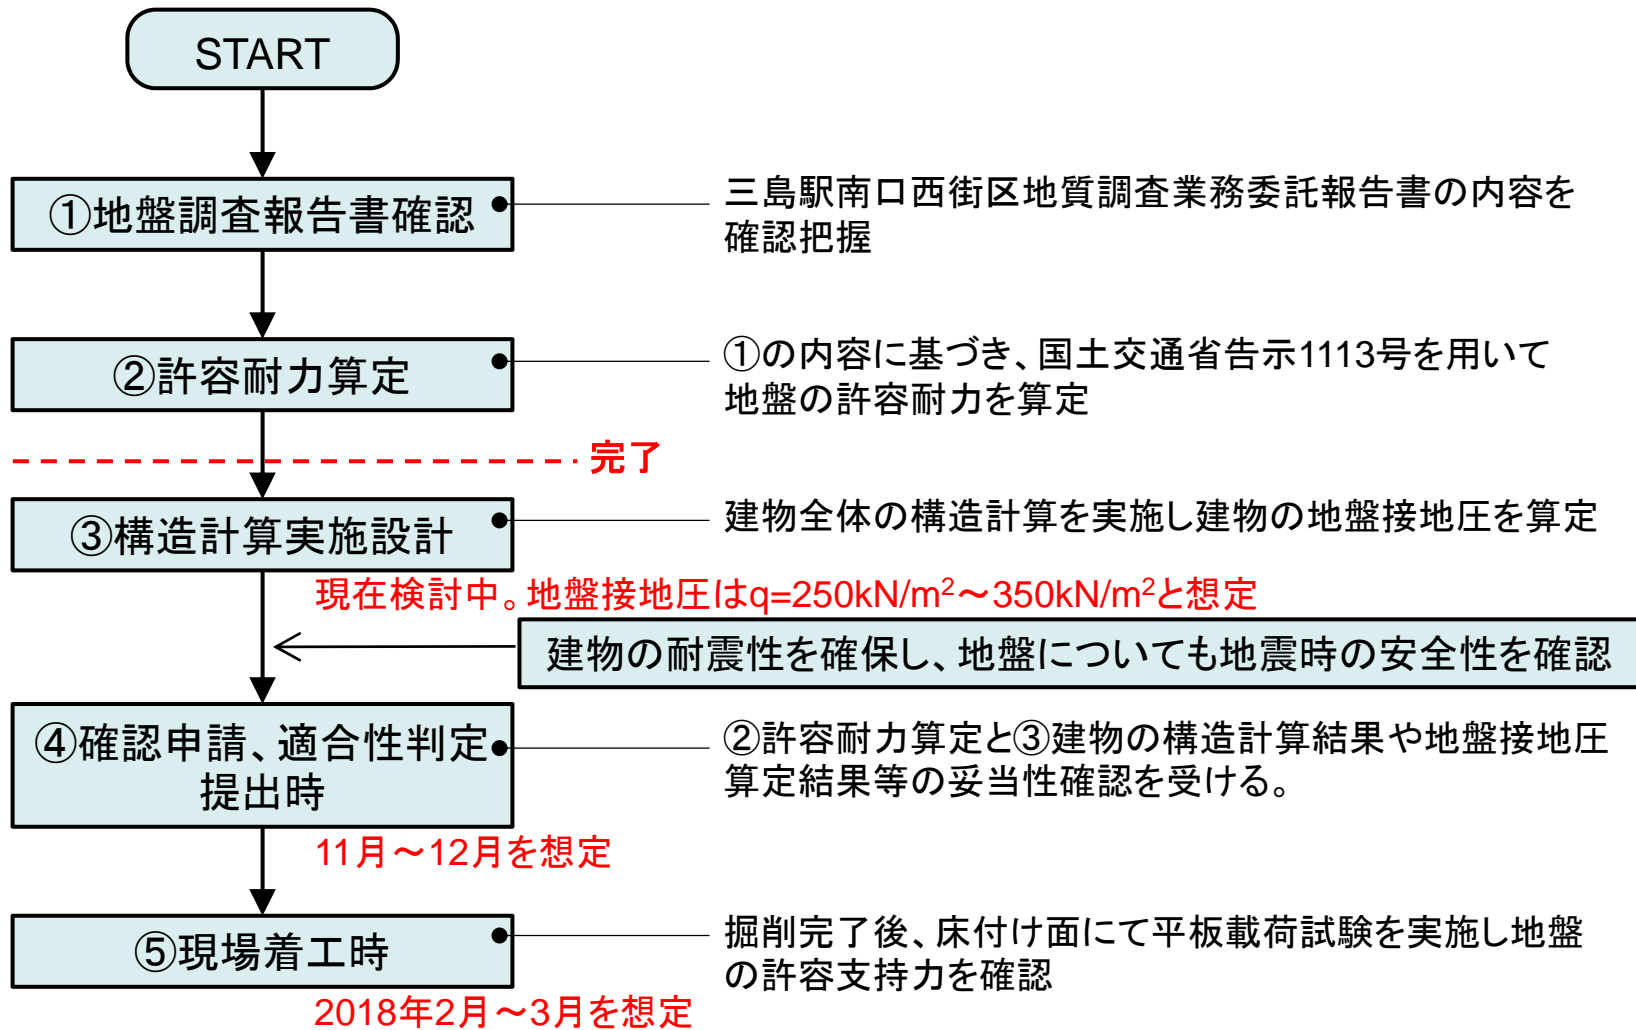 START
①地盤調査報告書確認
三島駅南口西街区地質調査業務委託報告書の内容を
確認把握
②許容耐力算定
①の内容に基づき、国土交通省告示1113号を用いて
地盤の許容耐力を算定
完了
③構造計算実施設計
建物全体の構造計算を実施し建物の地盤接地圧を算定
現在検討中。地盤接地圧はq=250kN/m²～350kN/m²と想定
建物の耐震性を確保し、地盤についても地震時の安全性を確認
④確認申請、適合性判定
提出時
②許容耐力算定と③建物の構造計算結果や地盤接地圧
算定結果等の妥当性確認を受ける。
11月～12月を想定
⑤現場着工時
掘削完了後、床付け面にて平板載荷試験を実施し地盤
の許容支持力を確認
2018年2月～3月を想定